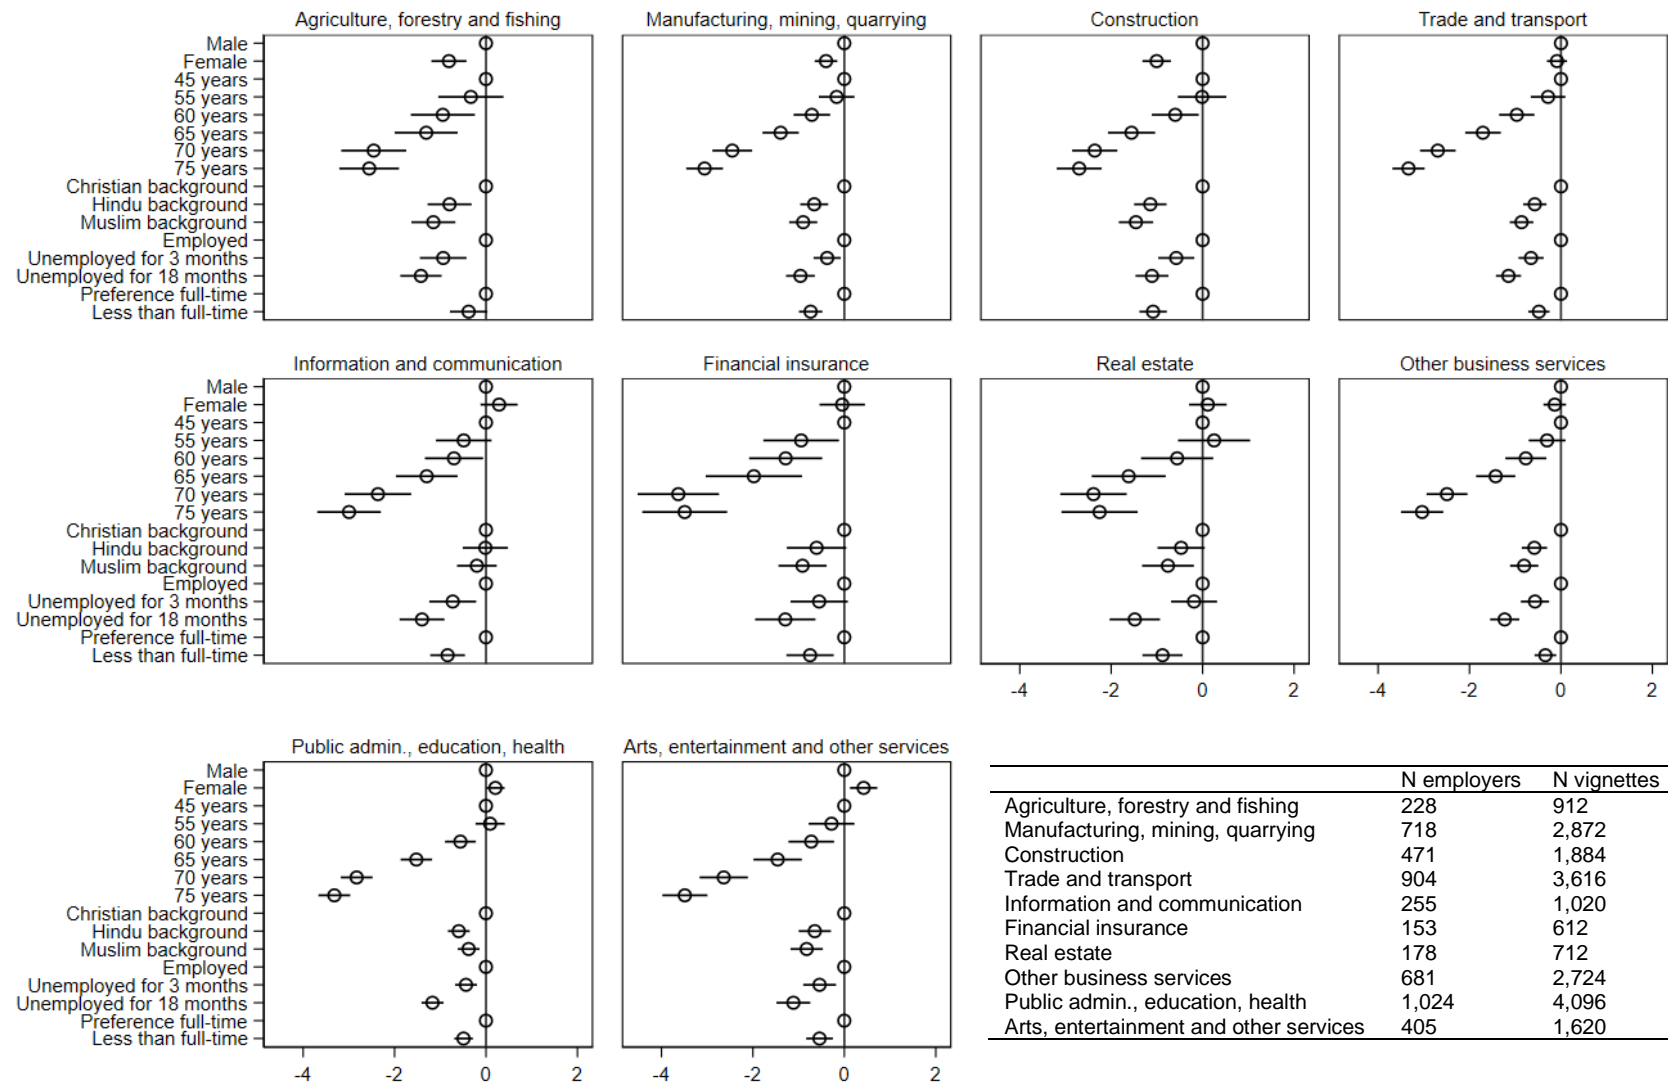 Agriculture, forestry and fishing
Manufacturing, mining, quarrying
Construction
Trade and transport
Male
Female
45 years
55 years
60 years
65 years
70 years
75 years
Christian background
Hindu background
Muslim background
Employed
Unemployed for 3 months
Unemployed for 18 months
Preference full-time
Less than full-time
Information and communication
Financial insurance
Real estate
Other business services
Male
Female
45 years
55 years
60 years
65 years
70 years
75 years
Christian background
Hindu background
Muslim background
Employed
Unemployed for 3 months
Unemployed for 18 months
Preference full-time
Less than full-time
-4 -2 0 2
-4 -2 0 2
Public admin., education, health
Arts, entertainment and other services
Male
Female
45 years
55 years
60 years
65 years
70 years
75 years
Christian background
Hindu background
Muslim background
Employed
Unemployed for 3 months
Unemployed for 18 months
Preference full-time
Less than full-time
-4 -2 0 2
-4 -2 0 2
N employers N vignettes
Agriculture, forestry and fishing 228 912
Manufacturing, mining, quarrying 718 2,872
Construction 471 1,884
Trade and transport 904 3,616
Information and communication 255 1,020
Financial insurance 153 612
Real estate 178 712
Other business services 681 2,724
Public admin., education, health 1,024 4,096
Arts, entertainment and other services 405 1,620